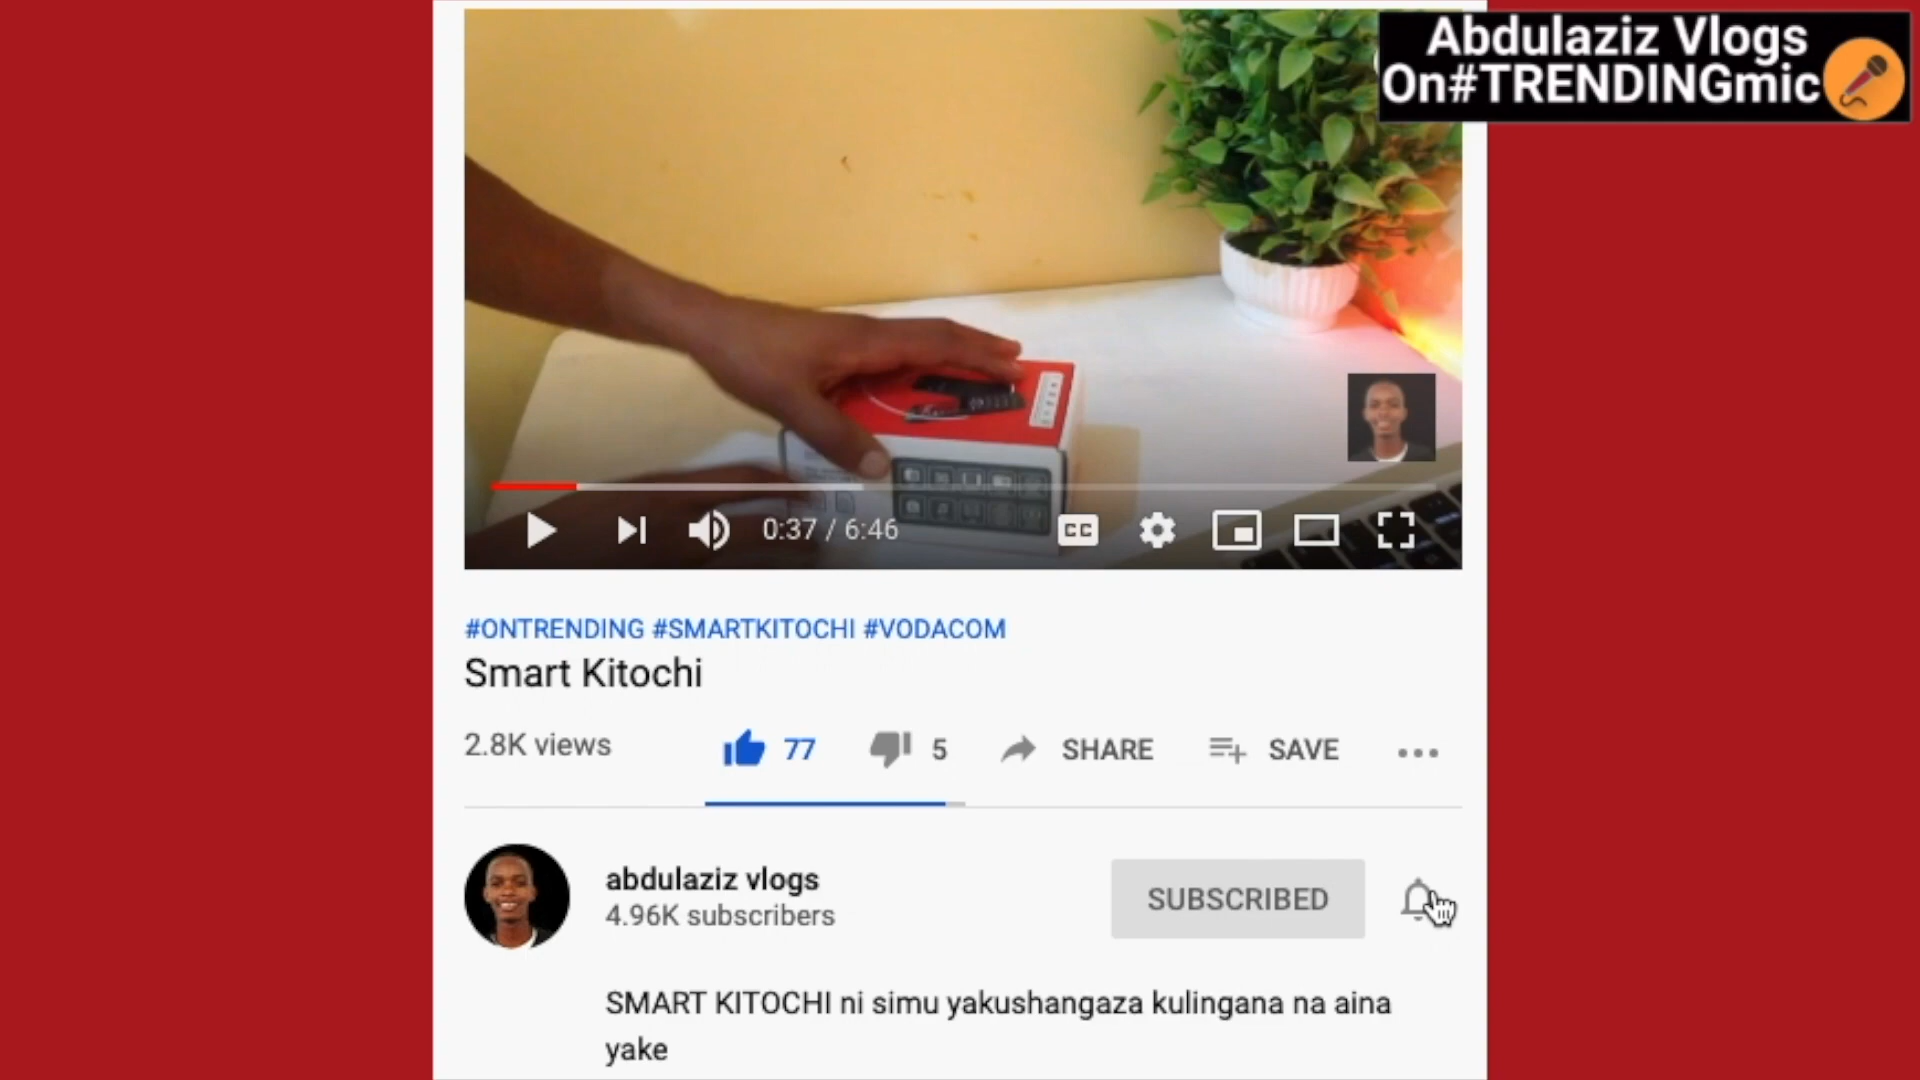 Abdulaziz Vlogs
On#TRENDINGmic
0:37 / 6:46
CC
#ONTRENDING #SMARTKITOCHI #VODACOM
Smart Kitochi
2.8K views
77
5
SHARE
SAVE
abdulaziz vlogs
4.96K subscribers
SUBSCRIBED
SMART KITOCHI ni simu yakushangaza kulingana na aina
yake